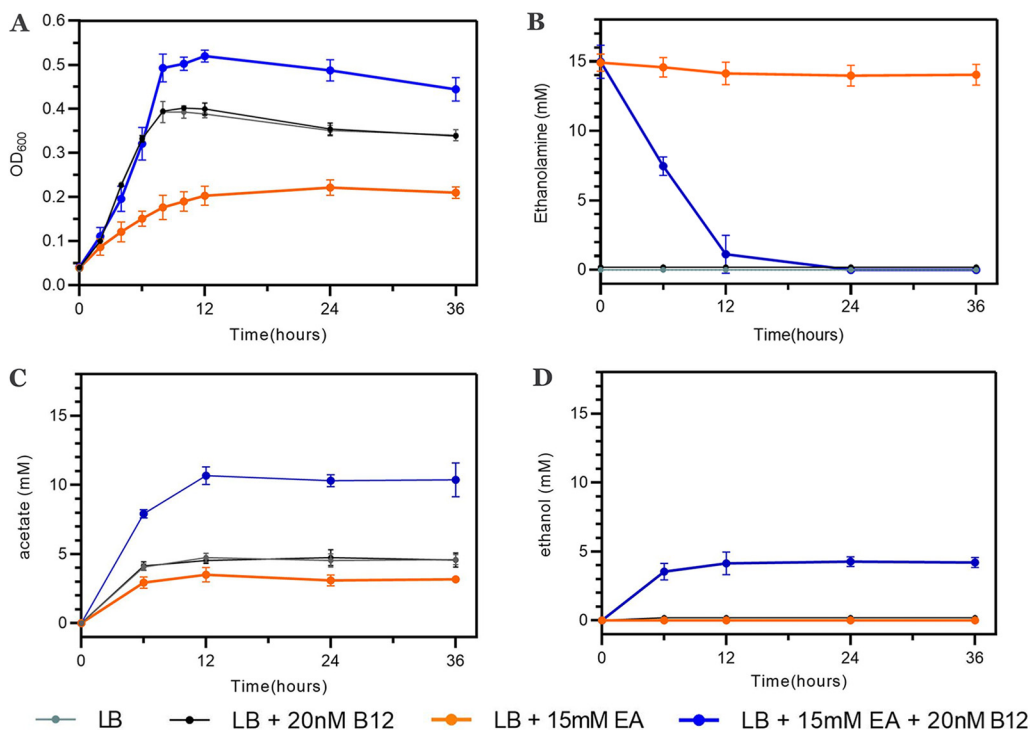 A
0.6
0.5
0.4
0.3
0.2
0.1
0.0
OD600
0 12 24 36
Time(hours)
B
15
10
5
0
Ethanolamine (mM)
0 12 24 36
Time(hours)
C
15
10
5
0
acetate (mM)
0 12 24 36
Time(hours)
D
15
10
5
0
ethanol (mM)
0 12 24 36
Time(hours)
LB LB + 20nM B12 LB + 15mM EA LB + 15mM EA + 20nM B12